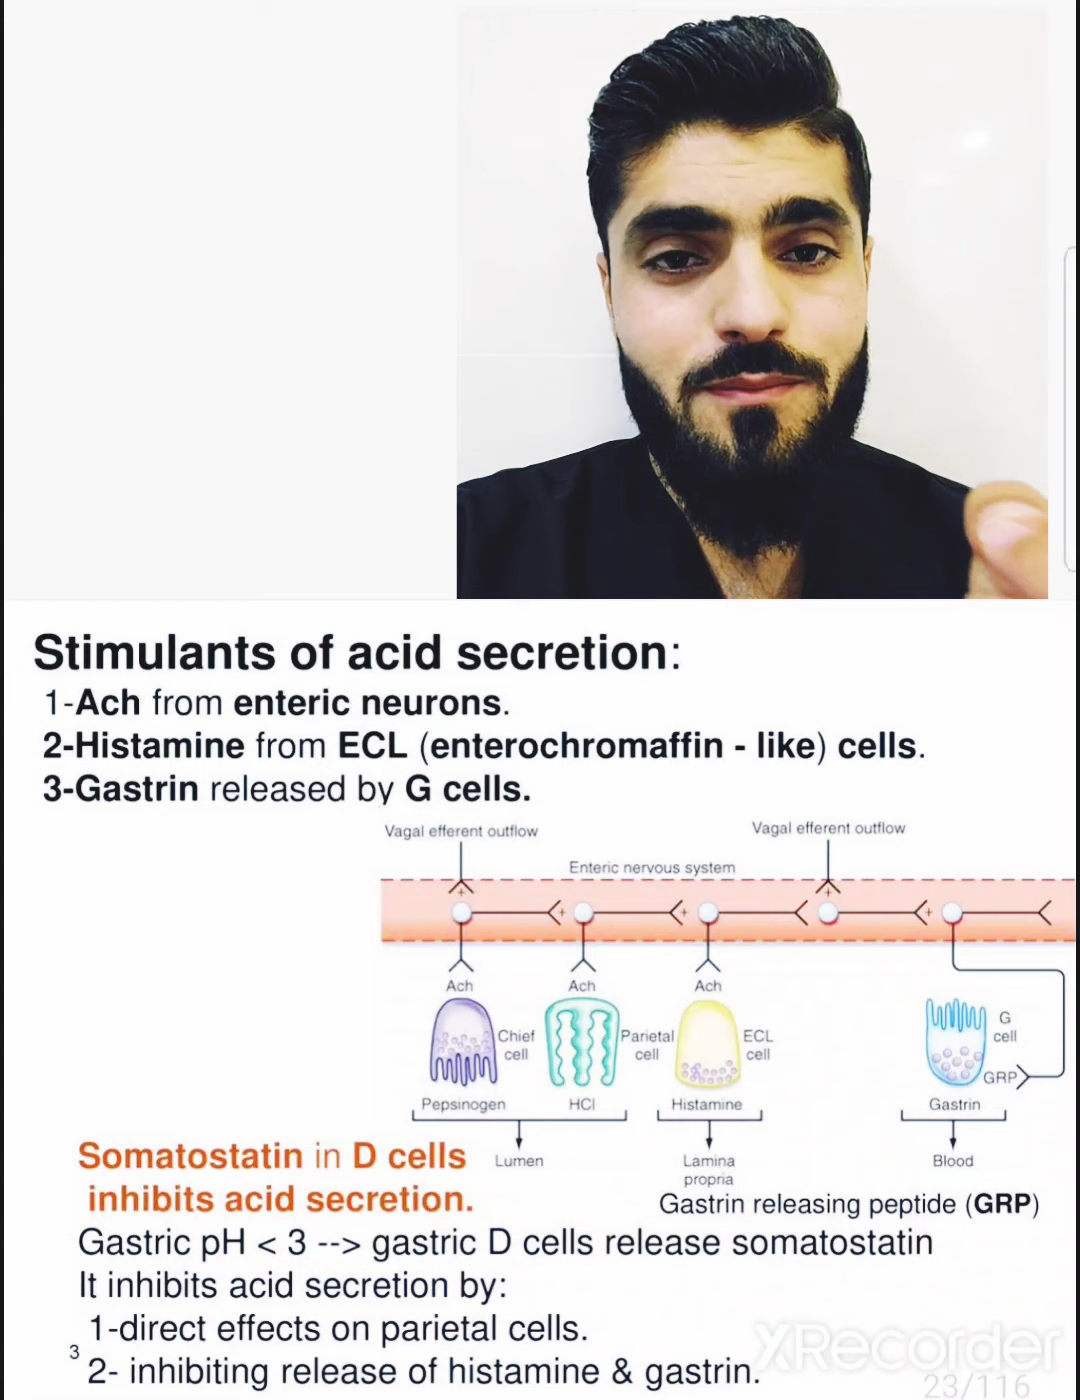 Stimulants of acid secretion:
1-Ach from enteric neurons.
2-Histamine from ECL (enterochromaffin - like) cells.
3-Gastrin released by G cells.
Vagal efferent outflow
Vagal efferent outflow
Enteric nervous system
+
+
+
+
+
Ach
Ach
Ach
Chief
cell
Parietal
cell
ECL
cell
G
cell
GRP
Pepsinogen
HCl
Histamine
Gastrin
Lumen
Lamina
propria
Blood
Somatostatin in D cells
inhibits acid secretion.
Gastrin releasing peptide (GRP)
Gastric pH < 3 --> gastric D cells release somatostatin
It inhibits acid secretion by:
1-direct effects on parietal cells.
3
2- inhibiting release of histamine & gastrin.
XRecorder
23/116